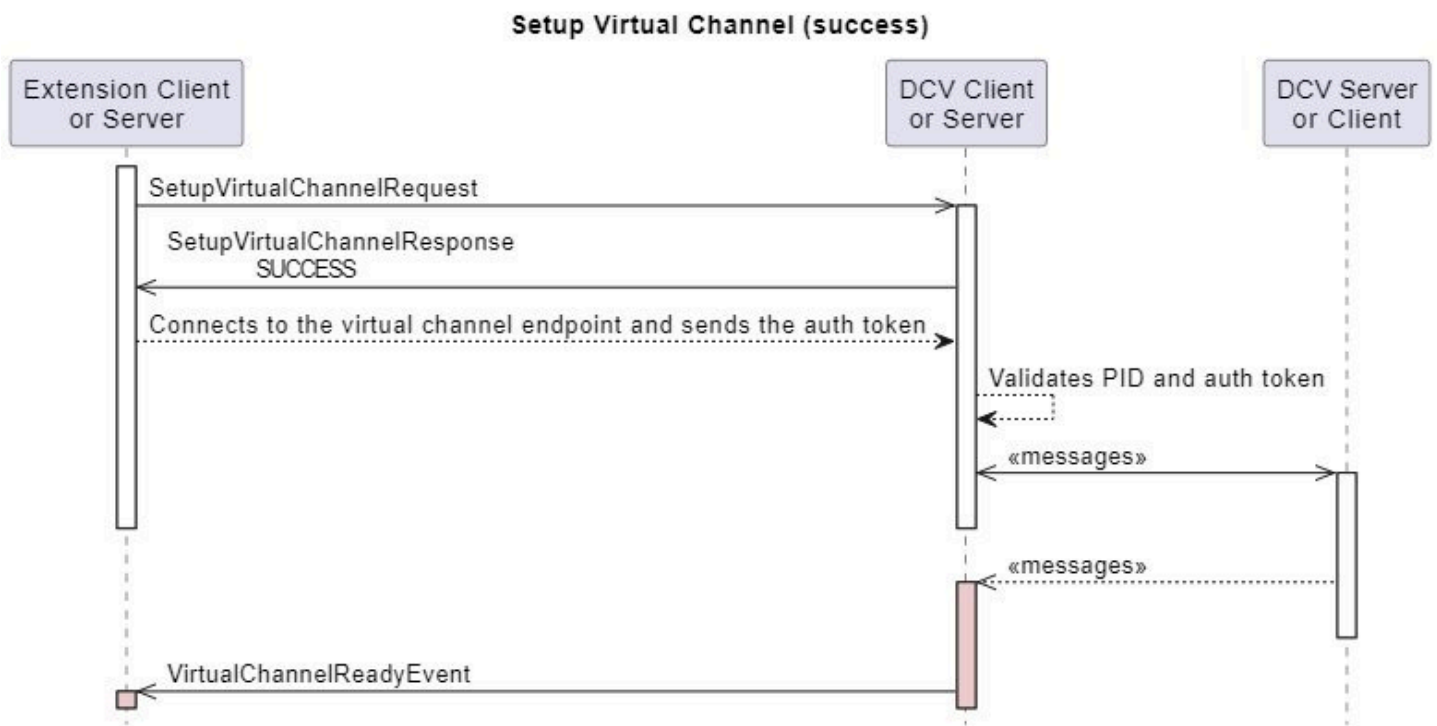 Setup Virtual Channel (success)
Extension Client
or Server
DCV Client
or Server
DCV Server
or Client
SetupVirtualChannelRequest
SetupVirtualChannelResponse
SUCCESS
Connects to the virtual channel endpoint and sends the auth token
Validates PID and auth token
«messages»
«messages»
VirtualChannelReadyEvent